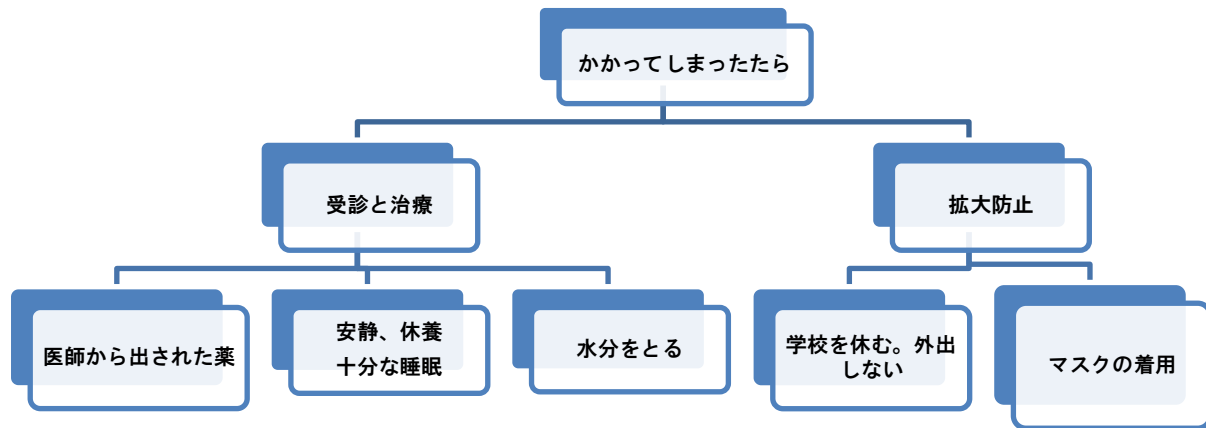 かかってしまったたら
受診と治療
拡大防止
医師から出された薬
安静、休養
十分な睡眠
水分をとる
学校を休む。外出
しない
マスクの着用